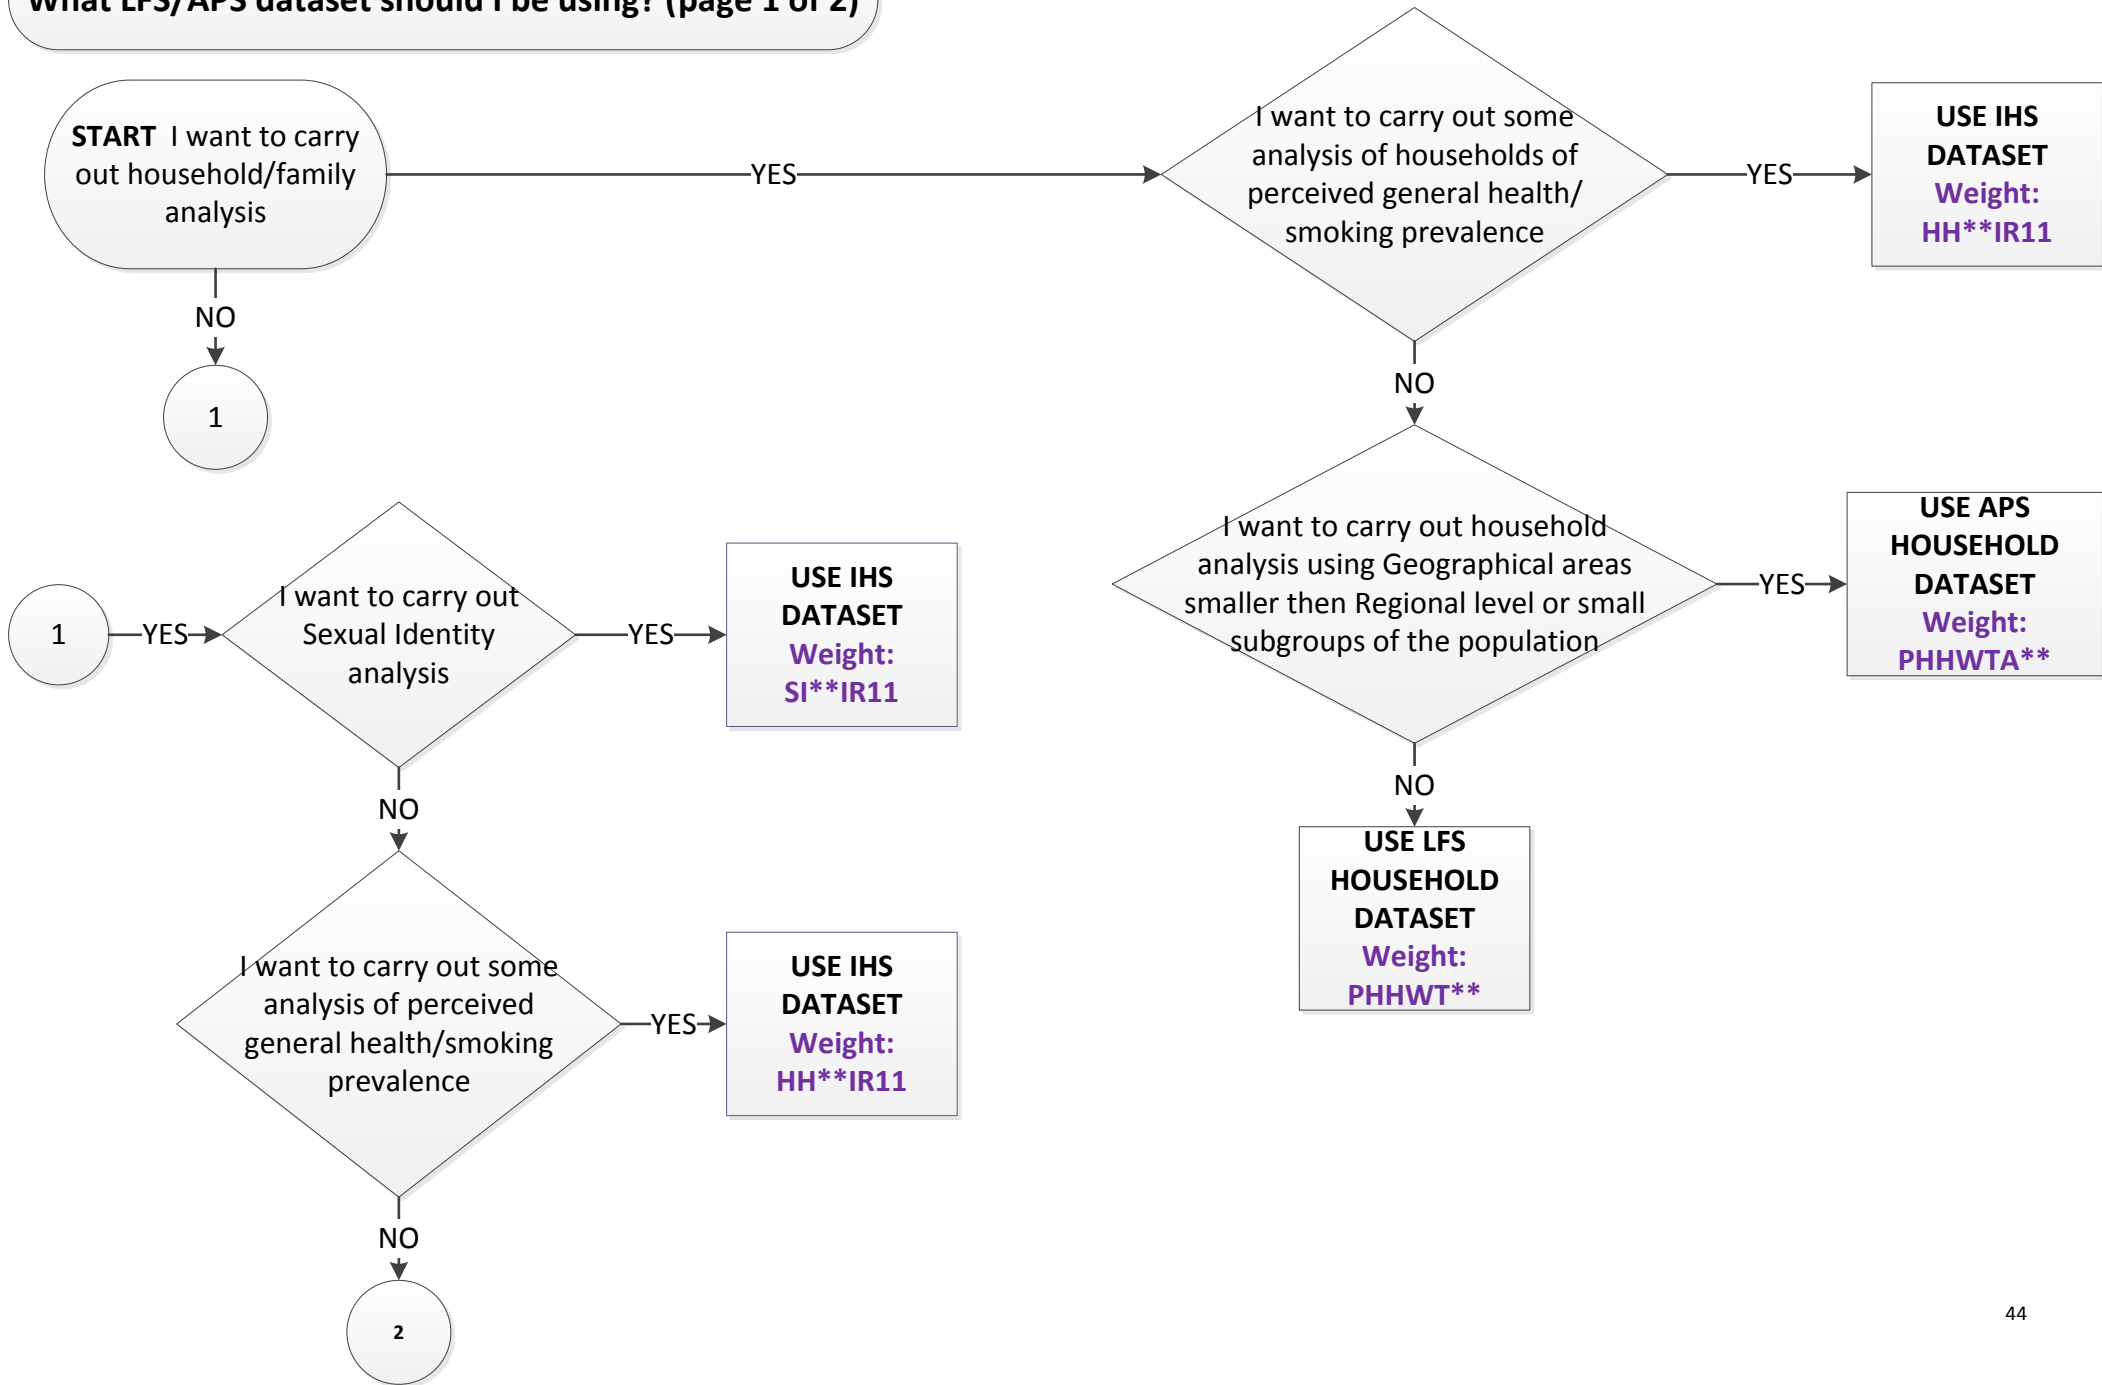 What LFS/APS dataset should I be using? (page 1 of 2)
START I want to carry
out household/family
analysis
YES
I want to carry out some
analysis of households of
perceived general health/
smoking prevalence
YES
USE IHS
DATASET
Weight:
HH**IR11
NO
1
NO
I want to carry out household
analysis using Geographical areas
smaller then Regional level or small
subgroups of the population
YES
USE APS
HOUSEHOLD
DATASET
Weight:
PHHWTA**
NO
USE LFS
HOUSEHOLD
DATASET
Weight:
PHHWT**
1
YES
I want to carry out
Sexual Identity
analysis
YES
USE IHS
DATASET
Weight:
SI**IR11
NO
I want to carry out some
analysis of perceived
general health/smoking
prevalence
YES
USE IHS
DATASET
Weight:
HH**IR11
NO
2
44